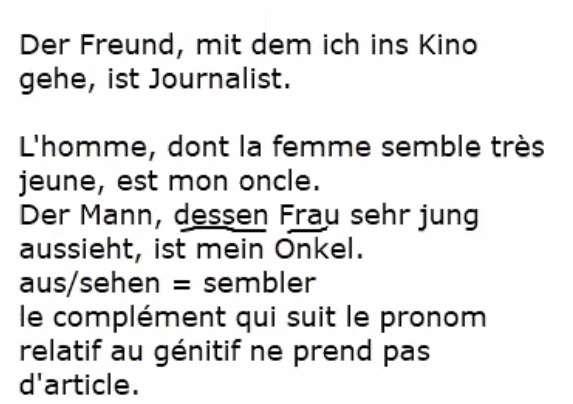 Der Freund, mit dem ich ins Kino
gehe, ist Journalist.
L'homme, dont la femme semble très
jeune, est mon oncle.
Der Mann, dessen Frau sehr jung
aussieht, ist mein Onkel.
aus/sehen = sembler
le complément qui suit le pronom
relatif au génitif ne prend pas
d'article.